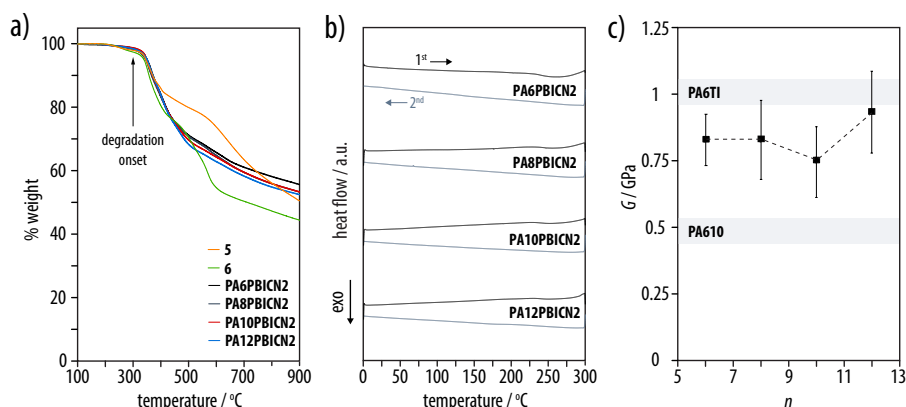 a)
% weight
100
80
60
40
20
0
degradation
onset
5
6
PA6PBICN2
PA8PBICN2
PA10PBICN2
PA12PBICN2
100
300
500
700
900
temperature / °C
b)
heat flow / a.u.
exo
1st
PA6PBICN2
2nd
PA8PBICN2
PA10PBICN2
PA12PBICN2
0
50
100
150
200
250
300
temperature / °C
c)
G / GPa
1.25
1
0.75
0.5
0.25
0
PA6TI
PA610
5
7
9
11
13
n